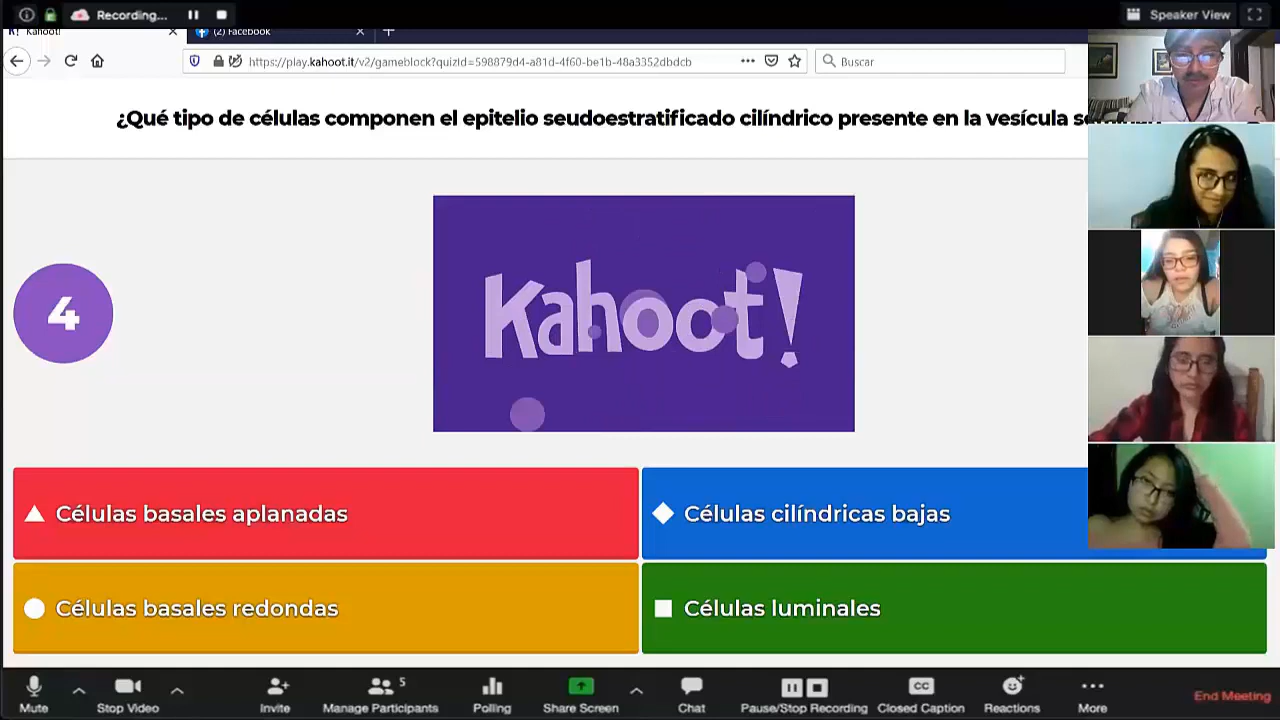 Recording...
Speaker View
Kahoot!
(2) Facebook
https://play.kahoot.it/v2/gameblock?quizId=598879d4-a81d-4f60-be1b-48a3352dbdcb
Buscar
¿Qué tipo de células componen el epitelio seudoestratificado cilíndrico presente en la vesícula
4
Kahoot!
Células basales aplanadas
Células cilíndricas bajas
Células basales redondas
Células luminales
5
Mute
Stop Video
Invite
Manage Participants
Polling
Share Screen
Chat
Pause/Stop Recording
CC
Closed Caption
Reactions
More
End Meeting